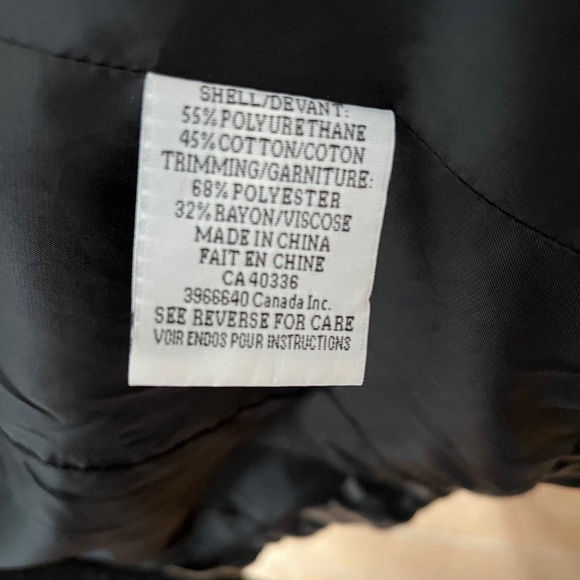 SHELL/DEVANT:
55% POLYURETHANE
45% COTTON/COTON
TRIMMING/GARNITURE:
68% POLYESTER
32% RAYON/VISCOSE
MADE IN CHINA
FAIT EN CHINE
CA 40336
3966640 Canada Inc.
SEE REVERSE FOR CARE
VOIR ENDOS POUR INSTRUCTIONS